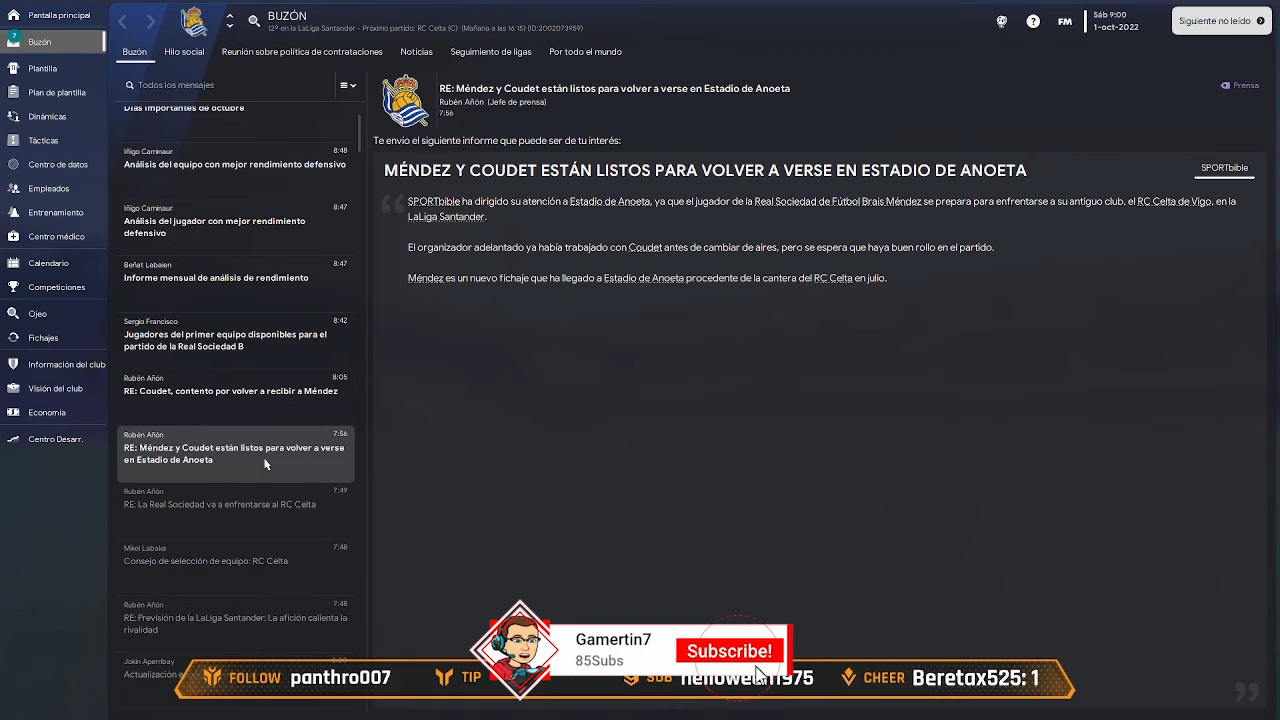 Principal
7
Buzón
Plantilla
Plan de plantilla
Dinámicas
Tácticas
Centro de datos
Empleados
Entrenamiento
Centro médico
Calendario
Competiciones
Ojeo
Fichajes
Información del club
Visión del club
Economía
Centro Desarr.
BUZÓN
12º en la LaLiga Santander - Próximo partido: RC Celta (C) (Mañana a las 16:15) (ID:2002073959)
FM
Sáb 9:00
1-oct-2022
Siguiente no leído
Buzón
Hilo social
Reunión sobre política de contrataciones
Noticias
Seguimiento de ligas
Por todo el mundo
Todos los mensajes
Días importantes de octubre
Iñigo Caminaur
8:48
Análisis del equipo con mejor rendimiento defensivo
Iñigo Caminaur
8:47
Análisis del jugador con mejor rendimiento
defensivo
Beñat Labaien
8:47
Informe mensual de análisis de rendimiento
Sergio Francisco
8:42
Jugadores del primer equipo disponibles para el
partido de la Real Sociedad B
Rubén Añón
8:05
RE: Coudet, contento por volver a recibir a Méndez
Rubén Añón
7:56
RE: Méndez y Coudet están listos para volver a verse
en Estadio de Anoeta
Rubén Añón
7:49
RE: La Real Sociedad va a enfrentarse al RC Celta
Mikel Labaka
7:48
Consejo de selección de equipo: RC Celta
Rubén Añón
7:48
RE: Previsión de la LaLiga Santander: La afición calienta la
rivalidad
Jokin Aperribay
Actualización
RE: Méndez y Coudet están listos para volver a verse en Estadio de Anoeta
Rubén Añón (Jefe de prensa)
7:56
Prensa
Te envío el siguiente informe que puede ser de tu interés:
MÉNDEZ Y COUDET ESTÁN LISTOS PARA VOLVER A VERSE EN ESTADIO DE ANOETA
SPORTbible
SPORTbible ha dirigido su atención a Estadio de Anoeta, ya que el jugador de la Real Sociedad de Fútbol Brais Méndez se prepara para enfrentarse a su antiguo club, el RC Celta de Vigo, en la
LaLiga Santander.
El organizador adelantado ya había trabajado con Coudet antes de cambiar de aires, pero se espera que haya buen rollo en el partido.
Méndez es un nuevo fichaje que ha llegado a Estadio de Anoeta procedente de la cantera del RC Celta en julio.
Gamertin7
85Subs
Subscribe!
FOLLOW panthro007
TIP
SUB
CHEER Beretax525: 1